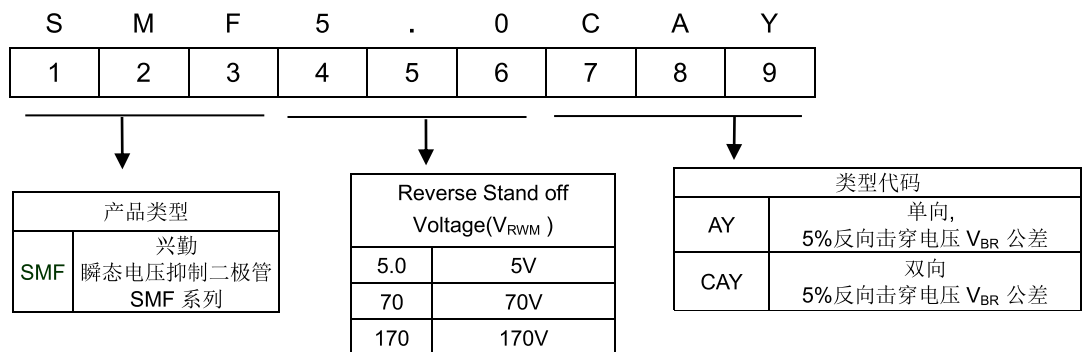 S M F 5 . 0 C A Y
1 2 3 4 5 6 7 8 9
产品类型
SMF
兴勤
瞬态电压抑制二极管
SMF 系列
Reverse Stand off
Voltage(VRWM )
5.0 5V
70 70V
170 170V
类型代码
AY
单向,
5%反向击穿电压 VBR 公差
CAY
双向
5%反向击穿电压 VBR 公差